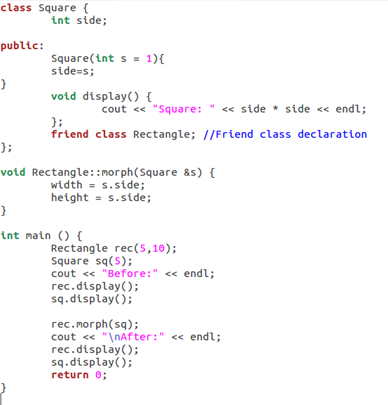 class Square {
        int side;

public:
        Square(int s = 1){
        side=s;
}
        void display() {
                cout << "Square: " << side * side << endl;
        };
        friend class Rectangle; //Friend class declaration
};

void Rectangle::morph(Square &s) {
        width = s.side;
        height = s.side;
}

int main () {
        Rectangle rec(5,10);
        Square sq(5);
        cout << "Before:" << endl;
        rec.display();
        sq.display();

        rec.morph(sq);
        cout << "\nAfter:" << endl;
        rec.display();
        sq.display();
        return 0;
}